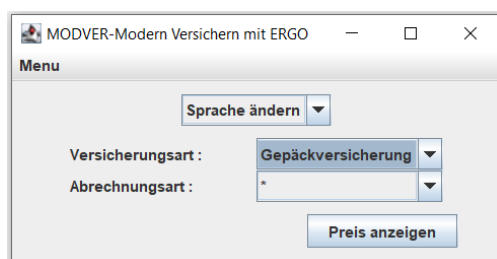 MODVER-Modern Versichern mit ERGO
Menu
Sprache ändern
Versicherungsart : Gepäckversicherung
Abrechnungsart : *
Preis anzeigen